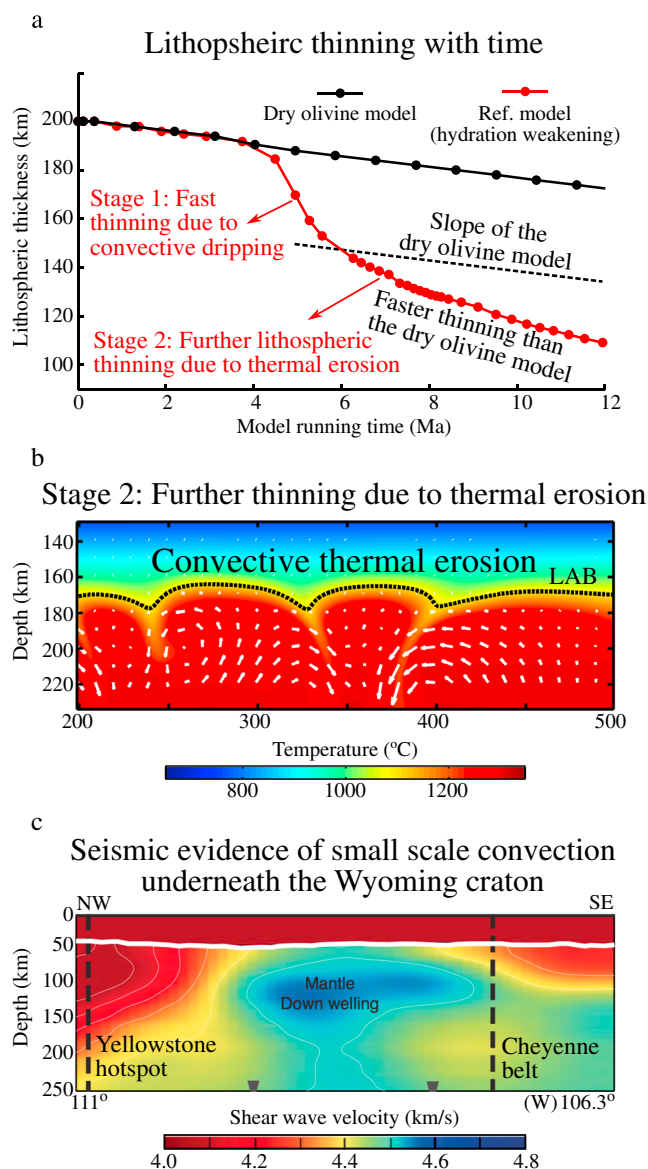 a
Lithopsheirc thinning with time
Lithospheric thickness (km)
200
180
160
140
120
100
Dry olivine model
Ref. model
(hydration weakening)
Stage 1: Fast
thinning due to
convective dripping
Slope of the
dry olivine model
Faster thinning than
the dry olivine model
Stage 2: Further lithospheric
thinning due to thermal erosion
0 2 4 6 8 10 12
Model running time (Ma)
b
Stage 2: Further thinning due to thermal erosion
Depth (km)
140
160
180
200
220
Convective thermal erosion
LAB
200 300 400 500
Temperature (ºC)
800 1000 1200
c
Seismic evidence of small scale convection
underneath the Wyoming craton
NW SE
Depth (km)
0
50
100
150
200
250
Mantle
Down welling
Yellowstone
hotspot
Cheyenne
belt
111º (W) 106.3º
Shear wave velocity (km/s)
4.0 4.2 4.4 4.6 4.8